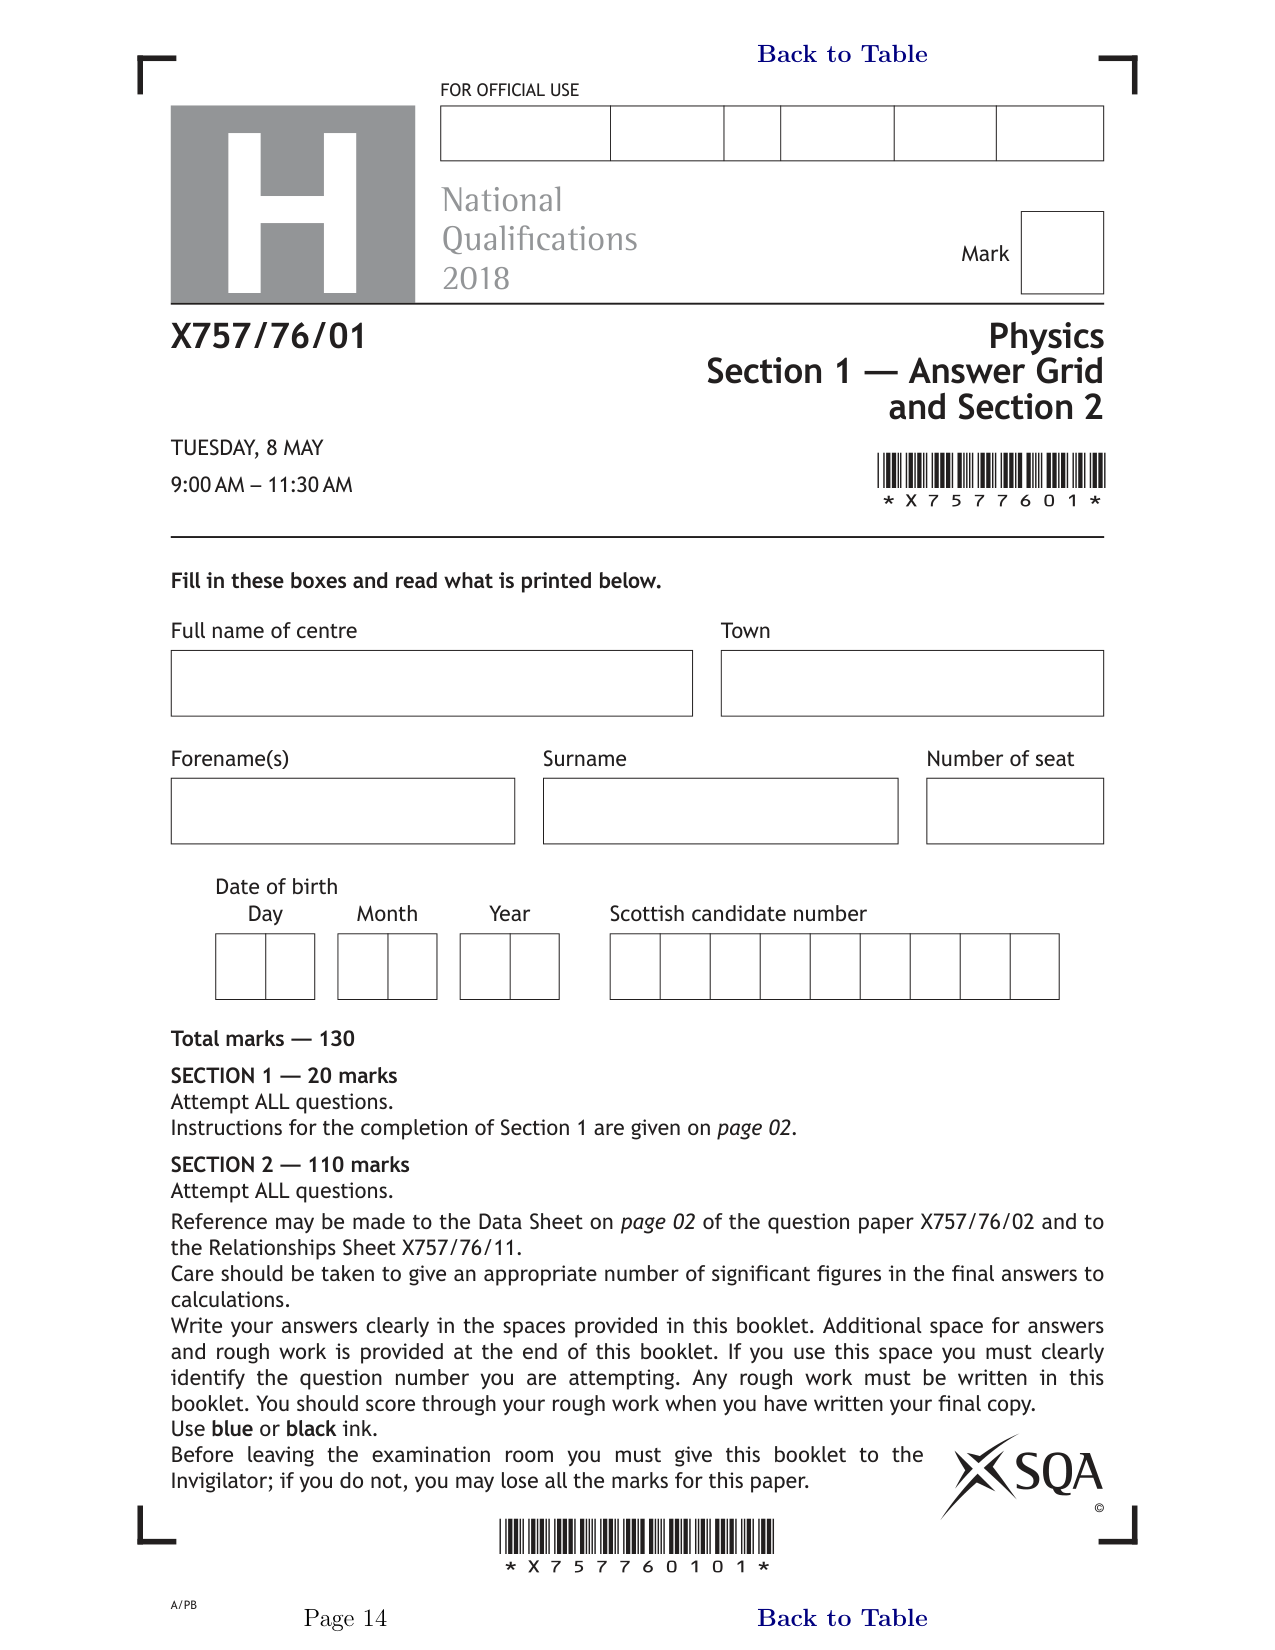 Back to Table
FOR OFFICIAL USE
H
National
Qualifications
2018
Mark
X757/76/01
Physics
Section 1 — Answer Grid
and Section 2
TUESDAY, 8 MAY
9:00 AM – 11:30 AM
*X7577601*
Fill in these boxes and read what is printed below.
Full name of centre
Town
Forename(s)
Surname
Number of seat
Date of birth
Day
Month
Year
Scottish candidate number
Total marks — 130
SECTION 1 — 20 marks
Attempt ALL questions.
Instructions for the completion of Section 1 are given on page 02.
SECTION 2 — 110 marks
Attempt ALL questions.
Reference may be made to the Data Sheet on page 02 of the question paper X757/76/02 and to
the Relationships Sheet X757/76/11.
Care should be taken to give an appropriate number of significant figures in the final answers to
calculations.
Write your answers clearly in the spaces provided in this booklet. Additional space for answers
and rough work is provided at the end of this booklet. If you use this space you must clearly
identify the question number you are attempting. Any rough work must be written in this
booklet. You should score through your rough work when you have written your final copy.
Use blue or black ink.
Before leaving the examination room you must give this booklet to the
Invigilator; if you do not, you may lose all the marks for this paper.
SQA
©
*X757760101*
A/PB
Page 14
Back to Table